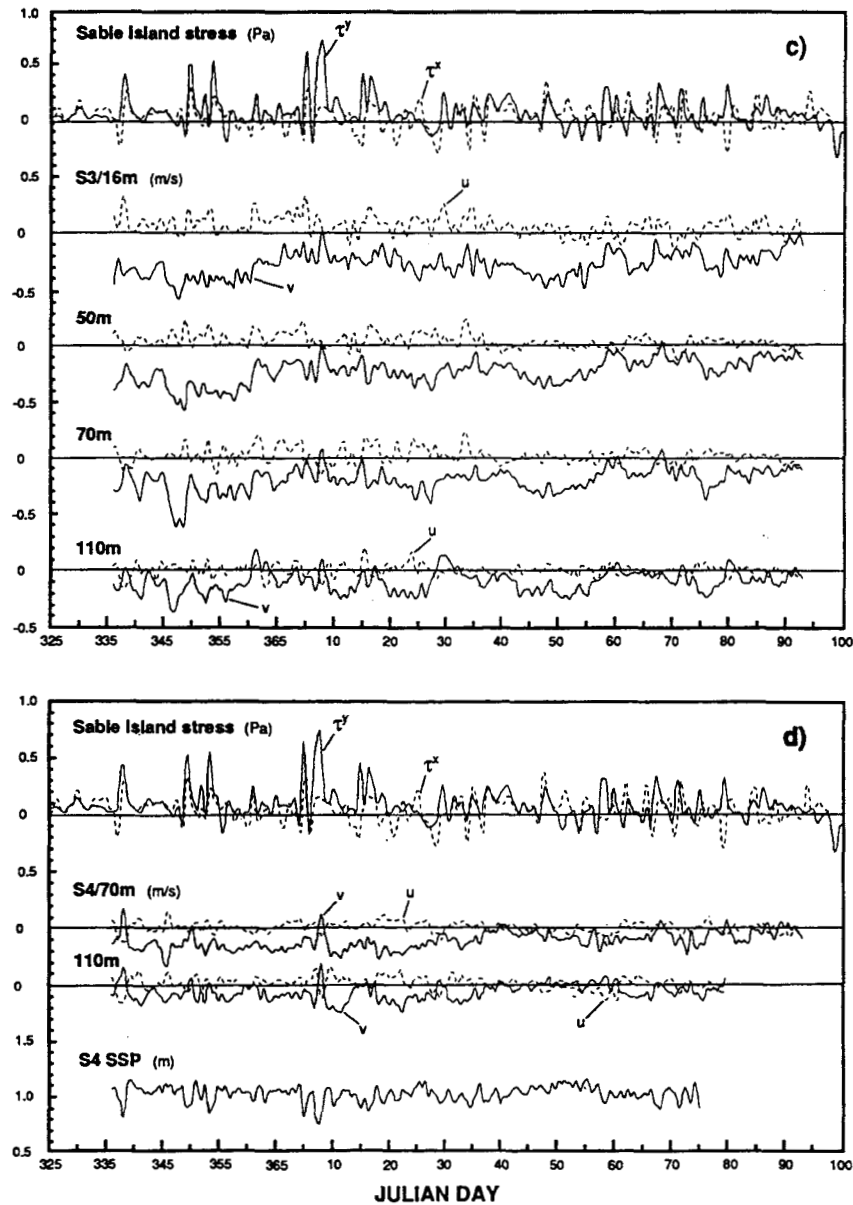 1.0
Sable Island stress (Pa)
τʸ
c)
0.5
τˣ
0
0.5
S3/16m (m/s)
u
0
-0.5
v
50m
0
-0.5
70m
0
-0.5
110m
u
0
v
-0.5
325 335 345 355 365 10 20 30 40 50 60 70 80 90 100
1.0
Sable Island stress (Pa)
τʸ
d)
0.5
τˣ
0
0.5
S4/70m (m/s)
v
u
0
110m
0
v
u
1.5
S4 SSP (m)
1.0
0.5
325 335 345 355 365 10 20 30 40 50 60 70 80 90 100
JULIAN DAY